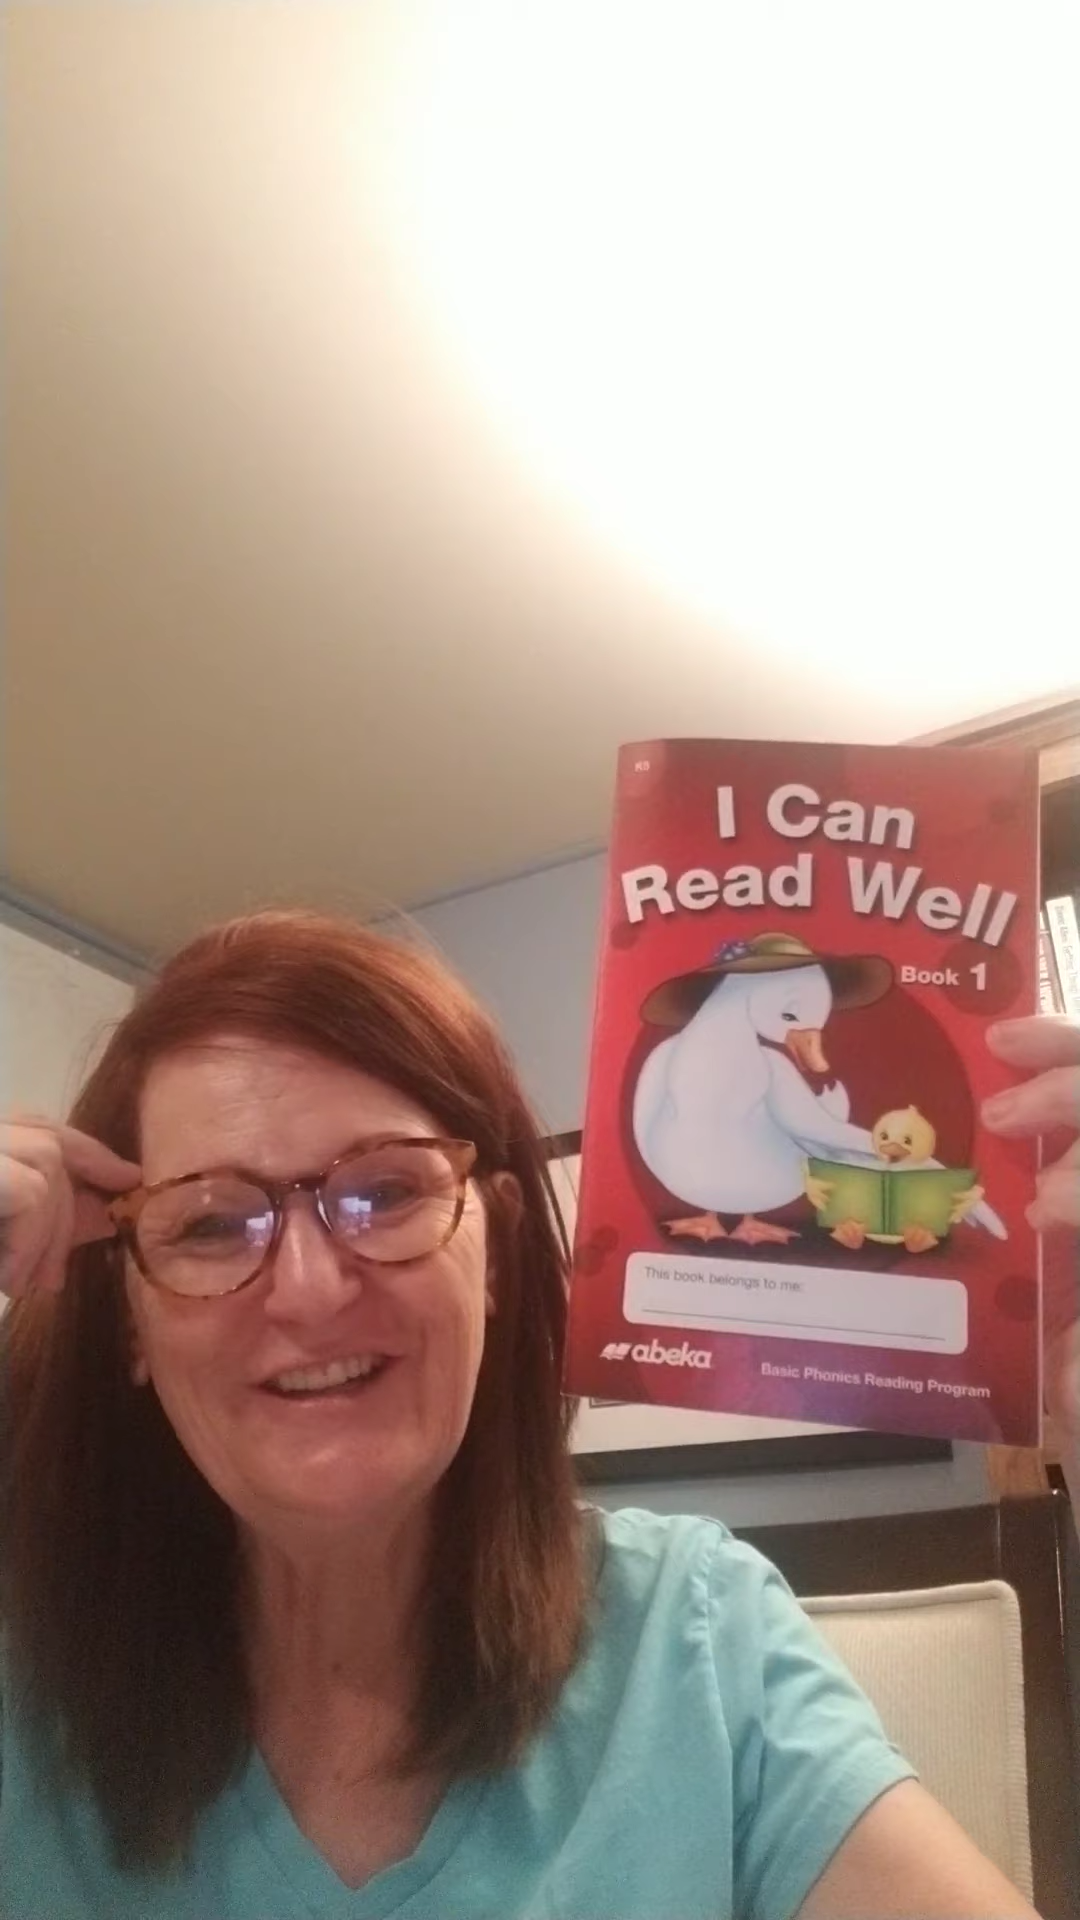 K5
I Can
Read Well
Book 1
This book belongs to me:
abeka
Basic Phonics Reading Program